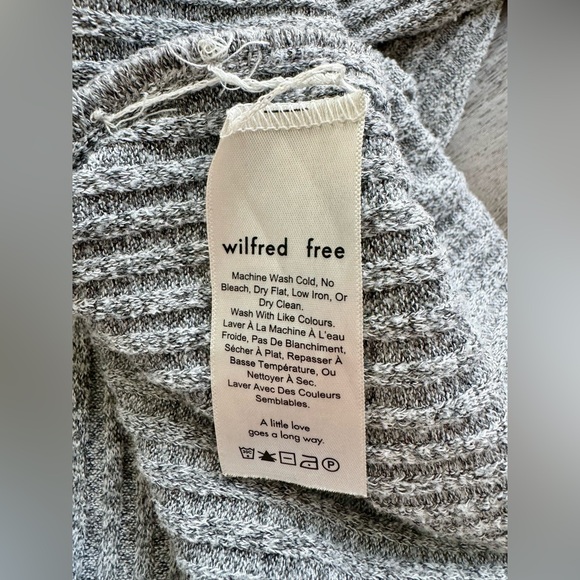 wilfred free
Machine Wash Cold, No
Bleach, Dry Flat, Low Iron, Or
Dry Clean.
Wash With Like Colours.
Laver À La Machine À L'eau
Froide, Pas De Blanchiment,
Sécher À Plat, Repasser À
Basse Température, Ou
Nettoyer À Sec.
Laver Avec Des Couleurs
Semblables.
A little love
goes a long way.